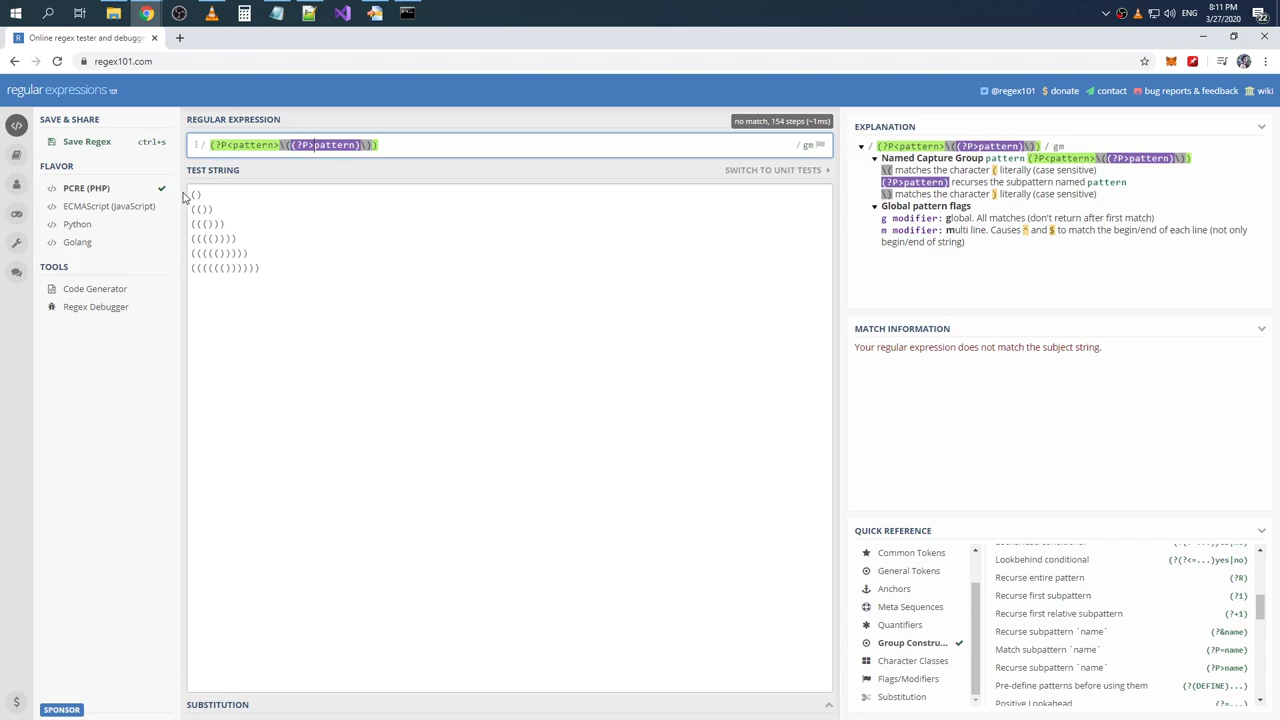 8:11 PM
ENG
3/27/2020
Online regex tester and debugge
regex101.com
regular expressions 101
@regex101
donate
contact
bug reports & feedback
wiki
SAVE & SHARE
Save Regex ctrl+s
FLAVOR
PCRE (PHP)
ECMAScript (JavaScript)
Python
Golang
TOOLS
Code Generator
Regex Debugger
SPONSOR
REGULAR EXPRESSION
no match, 154 steps (~1ms)
/ (?P<pattern>\((?P>pattern)\)) / gm
TEST STRING
SWITCH TO UNIT TESTS
()
(())
((()))
(((())))
((((()))))
(((((())))))
SUBSTITUTION
EXPLANATION
/ (?P<pattern>\((?P>pattern)\)) / gm
Named Capture Group pattern (?P<pattern>\((?P>pattern)\))
\( matches the character ( literally (case sensitive)
(?P>pattern) recurses the subpattern named pattern
\) matches the character ) literally (case sensitive)
Global pattern flags
g modifier: global. All matches (don't return after first match)
m modifier: multi line. Causes ^ and $ to match the begin/end of each line (not only
begin/end of string)
MATCH INFORMATION
Your regular expression does not match the subject string.
QUICK REFERENCE
Common Tokens
General Tokens
Anchors
Meta Sequences
Quantifiers
Group Constru...
Character Classes
Flags/Modifiers
Substitution
Lookbehind conditional (?(?<=...)yes|no)
Recurse entire pattern (?R)
Recurse first subpattern (?1)
Recurse first relative subpattern (?+1)
Recurse subpattern `name` (?&name)
Match subpattern `name` (?P=name)
Recurse subpattern `name` (?P>name)
Pre-define patterns before using them (?(DEFINE)...)
Positive Lookahead (?=...)